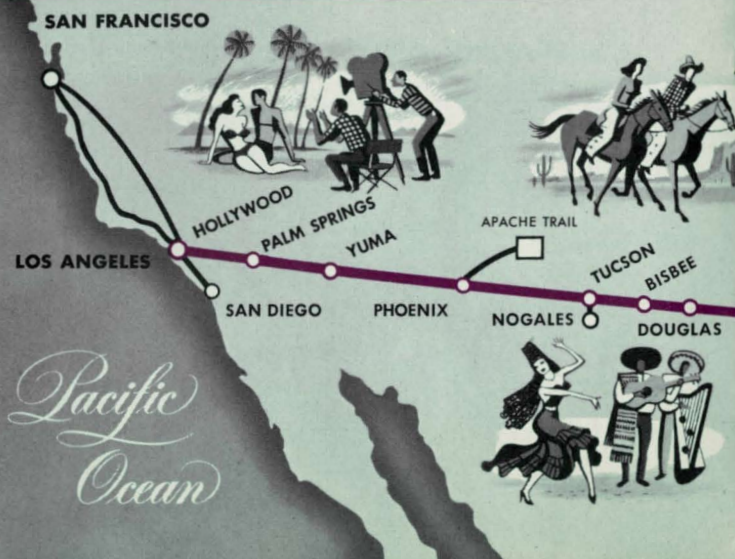 SAN FRANCISCO
HOLLYWOOD
PALM SPRINGS
YUMA
APACHE TRAIL
LOS ANGELES
TUCSON
BISBEE
SAN DIEGO
PHOENIX
NOGALES
DOUGLAS
Pacific
Ocean